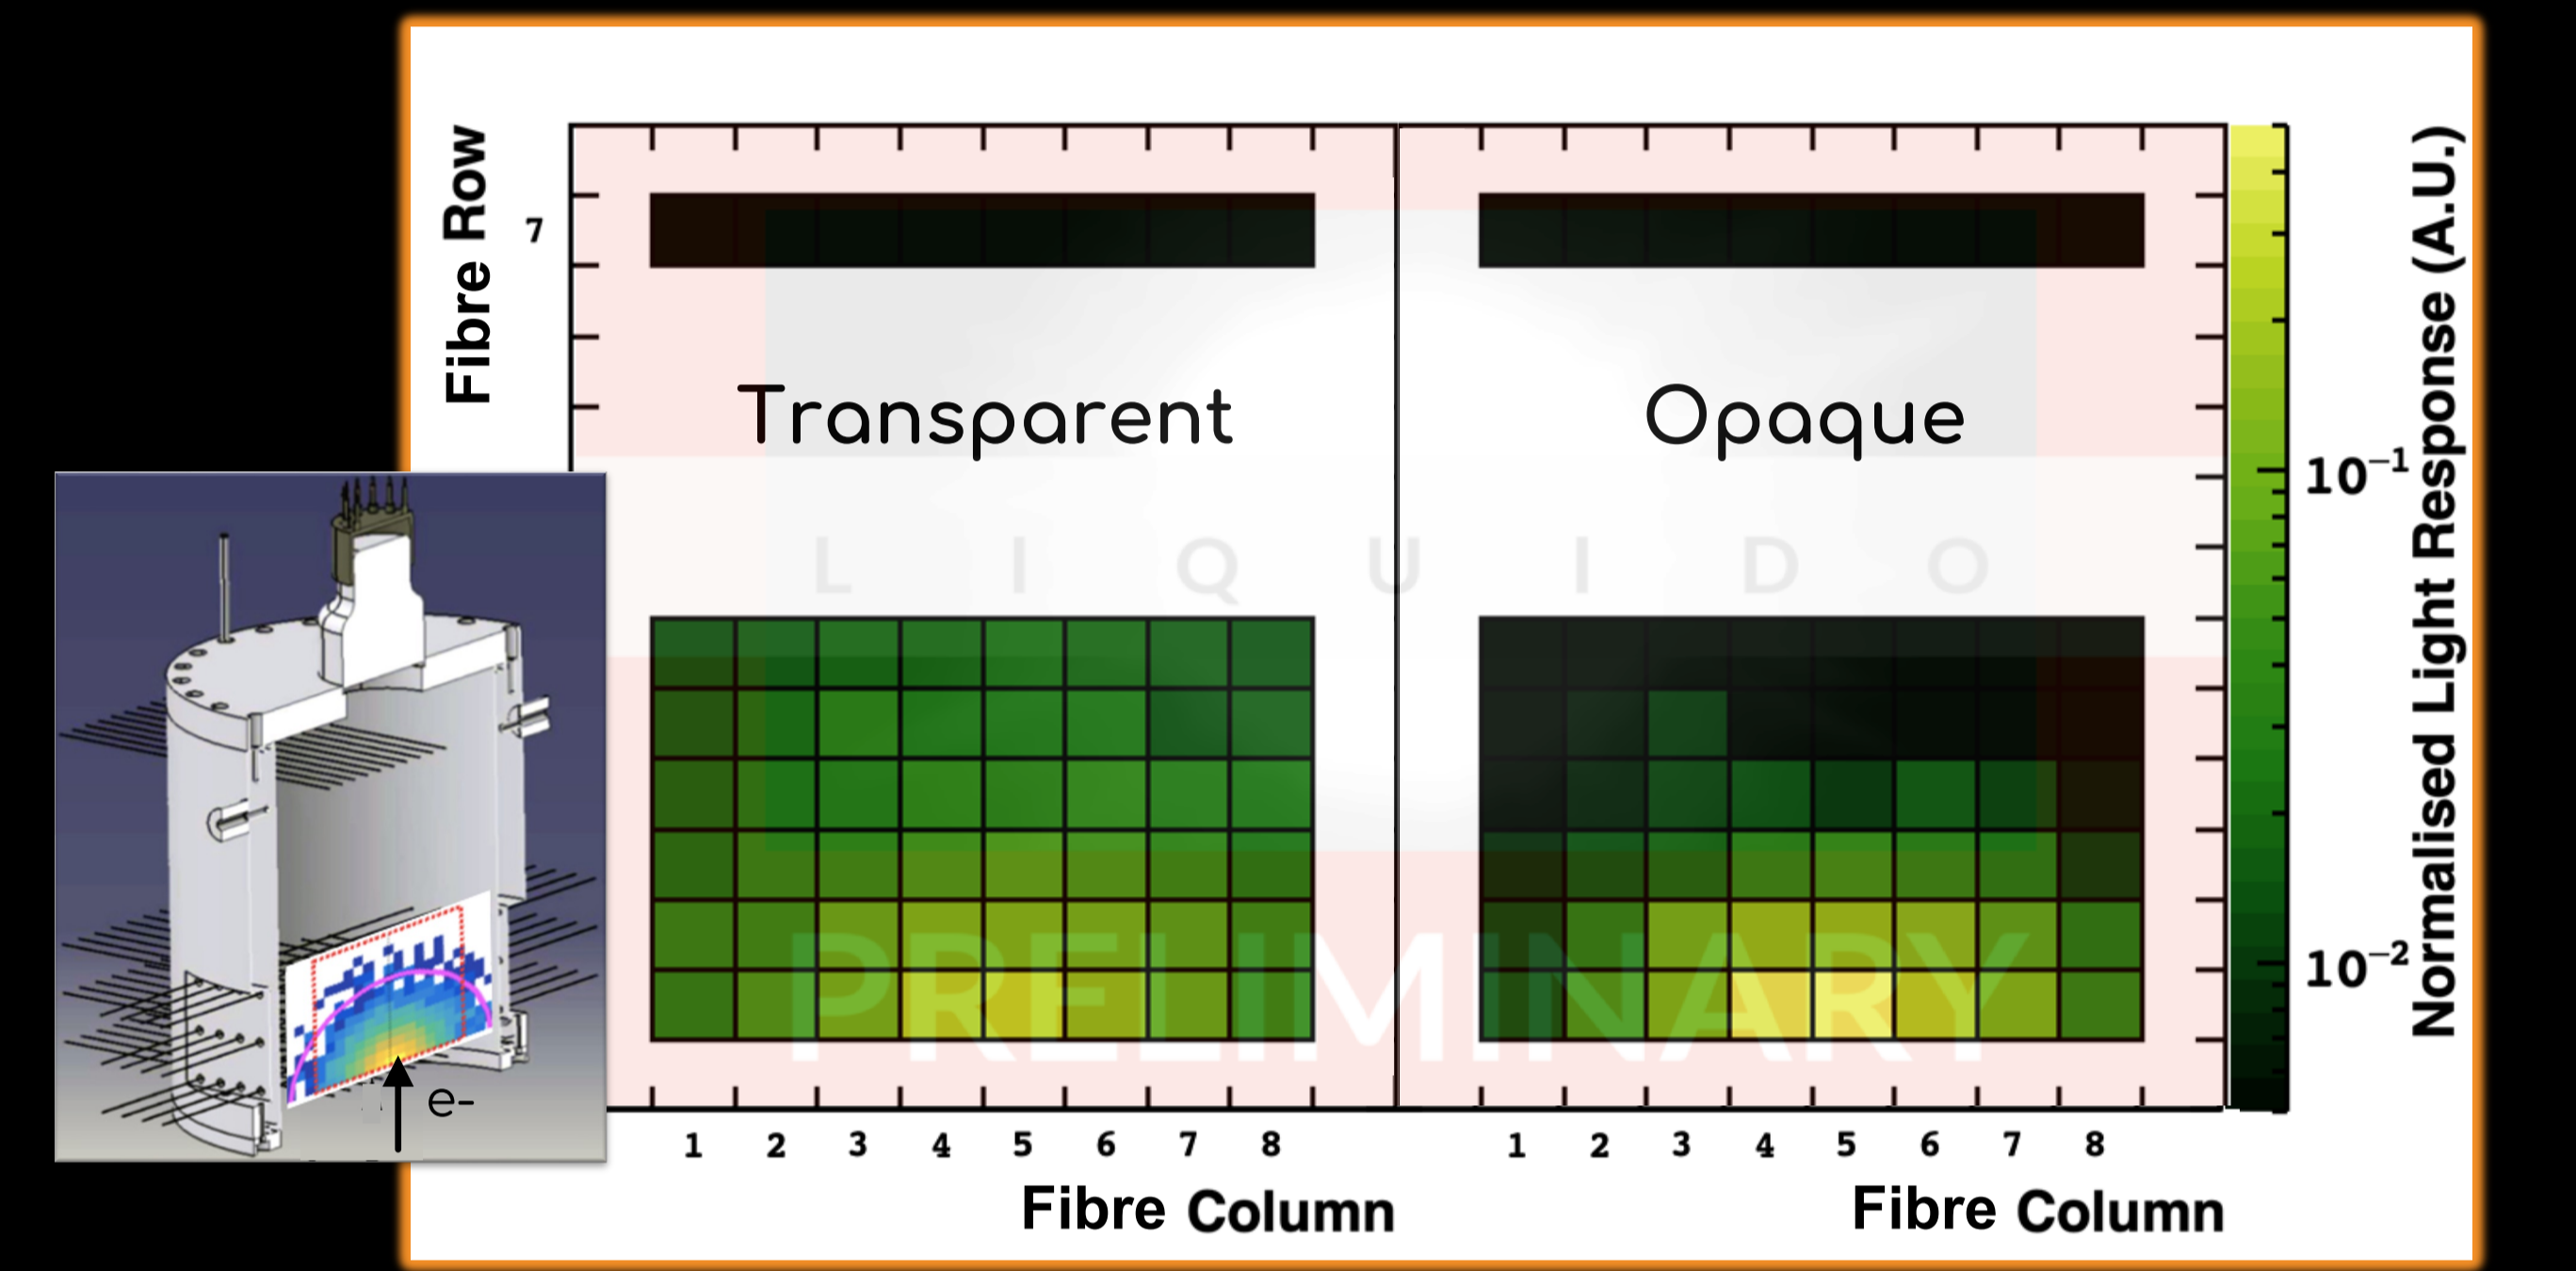 Fibre Row
7
Transparent
Opaque
L I Q U I D O
PRELIMINARY
e-
1 2 3 4 5 6 7 8
1 2 3 4 5 6 7 8
Fibre Column
Fibre Column
10⁻¹
10⁻²
Normalised Light Response (A.U.)